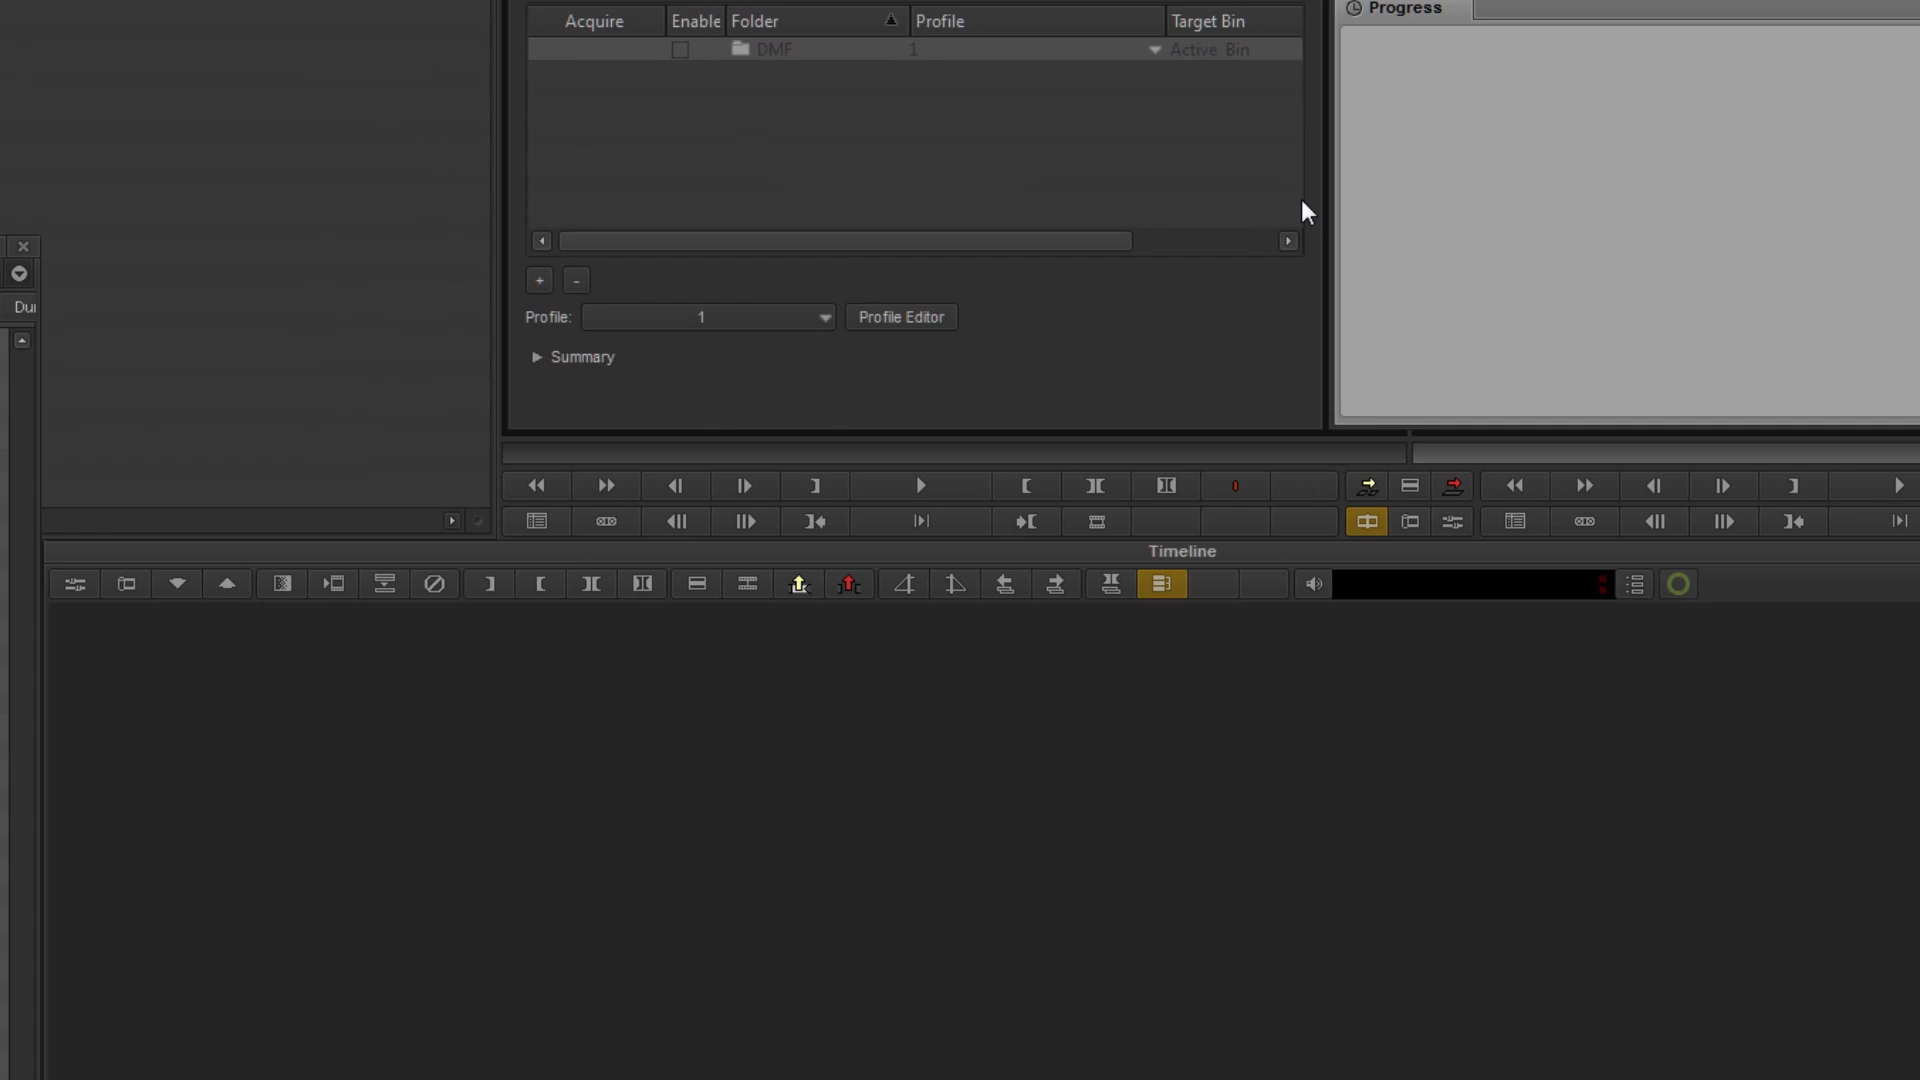 Acquire Enable Folder Profile Target Bin
DMF 1 Active Bin
Progress
+ -
Profile: 1 Profile Editor
Summary
Dur
Timeline